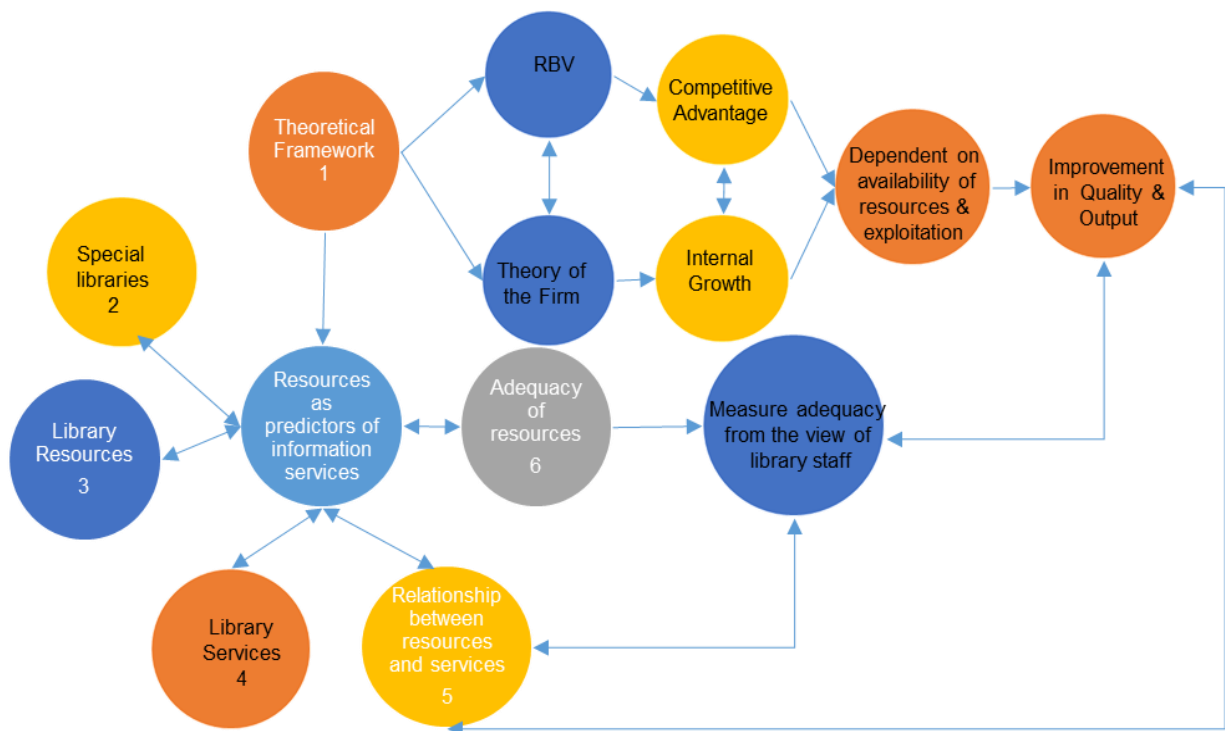 RBV
Competitive
Advantage
Theoretical
Framework
1
Dependent on
availability of
resources &
exploitation
Improvement
in Quality &
Output
Special
libraries
2
Theory of
the Firm
Internal
Growth
Resources
as
predictors of
information
services
Adequacy
of
resources
6
Measure adequacy
from the view of
library staff
Library
Resources
3
Library
Services
4
Relationship
between
resources
and services
5